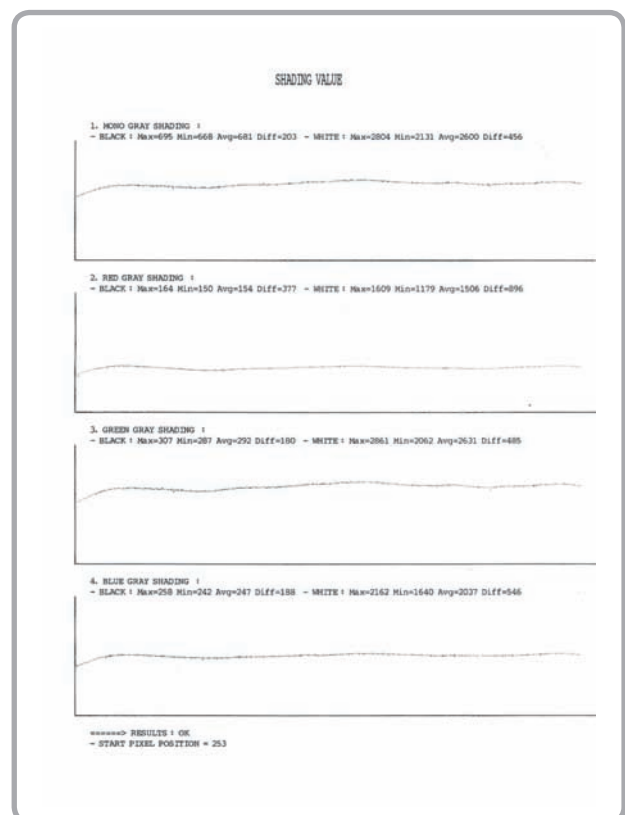 SHADING VALUE
1. MONO GRAY SHADING :
- BLACK : Max=695 Min=668 Avg=681 Diff=203 - WHITE : Max=2804 Min=2131 Avg=2600 Diff=456
2. RED GRAY SHADING :
- BLACK : Max=164 Min=150 Avg=154 Diff=377 - WHITE : Max=1609 Min=1179 Avg=1506 Diff=896
3. GREEN GRAY SHADING :
- BLACK : Max=307 Min=287 Avg=292 Diff=180 - WHITE : Max=2861 Min=2062 Avg=2631 Diff=485
4. BLUE GRAY SHADING :
- BLACK : Max=258 Min=242 Avg=247 Diff=188 - WHITE : Max=2162 Min=1640 Avg=2037 Diff=546
======> RESULTS : OK
- START PIXEL POSITION = 253